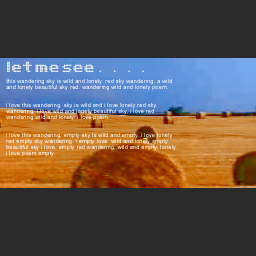 let me see . . . .
this wandering sky is wild and lonely. red sky wandering. a wild.
and lonely beautiful sky red. wandering wild and lonely poem.
i love this wandering. sky is wild and i love lonely red sky.
wandering. i love wild and lonely beautiful sky. i love red
wandering wild and lonely. i love poem.
i love this wandering. empty sky is wild and empty. i love lonely
red empty sky wandering. i empty love. wild and lonely empty
beautiful sky i love. empty red wandering, wild and empty. lonely.
i love poem empty.